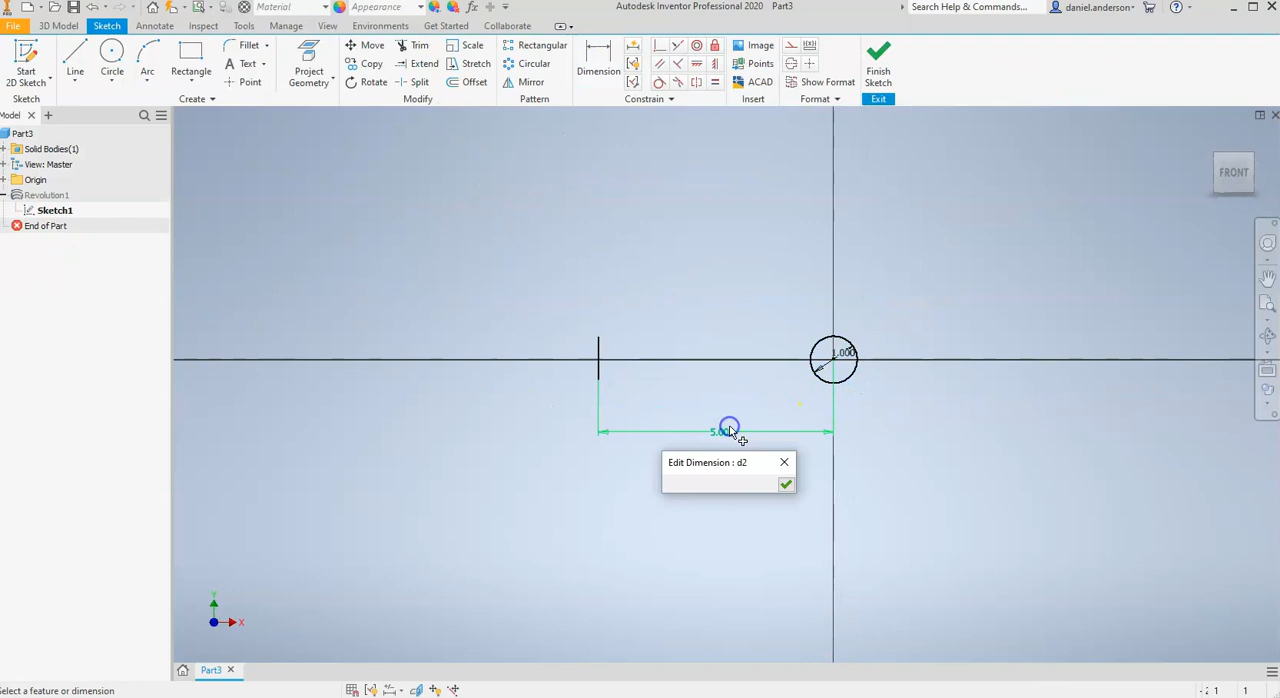 Material
Appearance
Autodesk Inventor Professional 2020 Part3
Search Help & Commands...
daniel.anderson
File
3D Model
Sketch
Annotate
Inspect
Tools
Manage
View
Environments
Get Started
Collaborate
Start
2D Sketch
Line
Circle
Arc
Rectangle
Fillet
Text
Point
Project
Geometry
Move
Copy
Rotate
Trim
Extend
Split
Scale
Stretch
Offset
Rectangular
Circular
Mirror
Dimension
Image
Points
ACAD
Show Format
Finish
Sketch
Sketch
Create
Modify
Pattern
Constrain
Insert
Format
Exit
Model
Part3
Solid Bodies(1)
View: Master
Origin
Revolution1
Sketch1
End of Part
FRONT
1.000
Edit Dimension : d2
Y
X
Part3
Select a feature or dimension